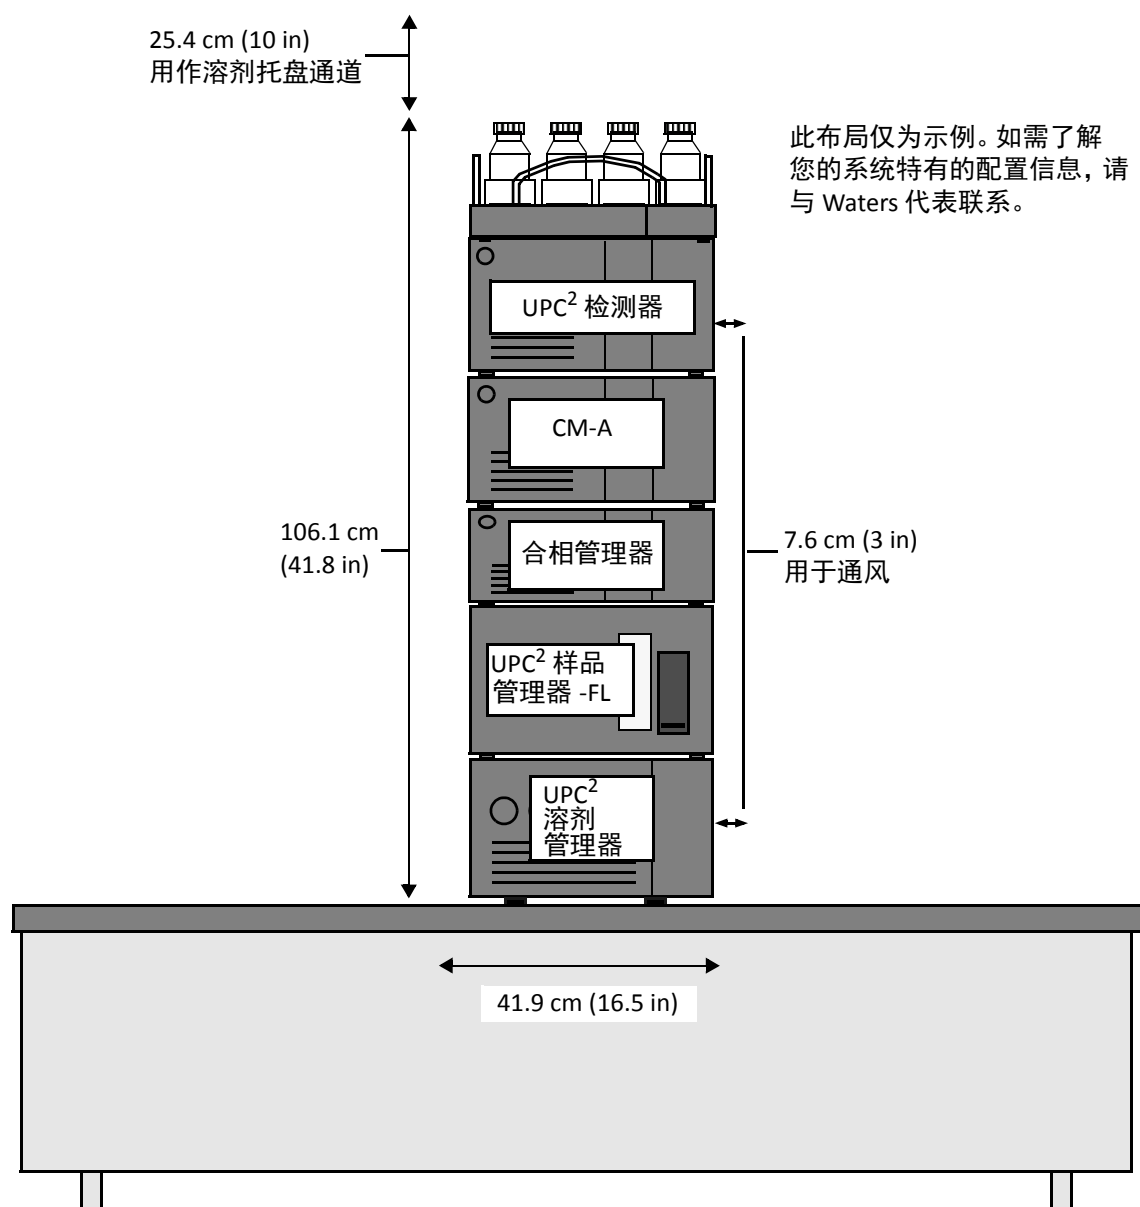 25.4 cm (10 in)
用作溶剂托盘通道
此布局仅为示例。如需了解
您的系统特有的配置信息，请
与 Waters 代表联系。
UPC² 检测器
CM-A
106.1 cm
(41.8 in)
合相管理器
7.6 cm (3 in)
用于通风
UPC² 样品
管理器 -FL
UPC²
溶剂
管理器
41.9 cm (16.5 in)